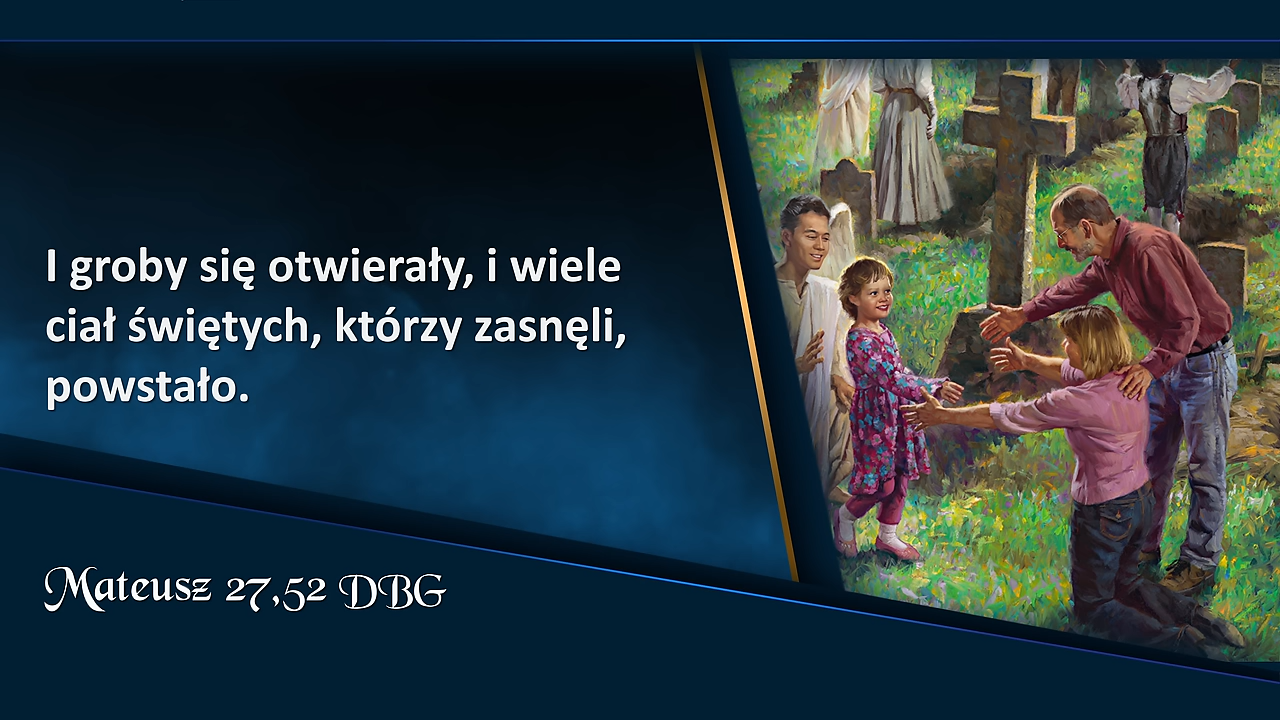 I groby się otwierały, i wiele
ciał świętych, którzy zasnęli,
powstało.
Mateusz 27,52 DBG